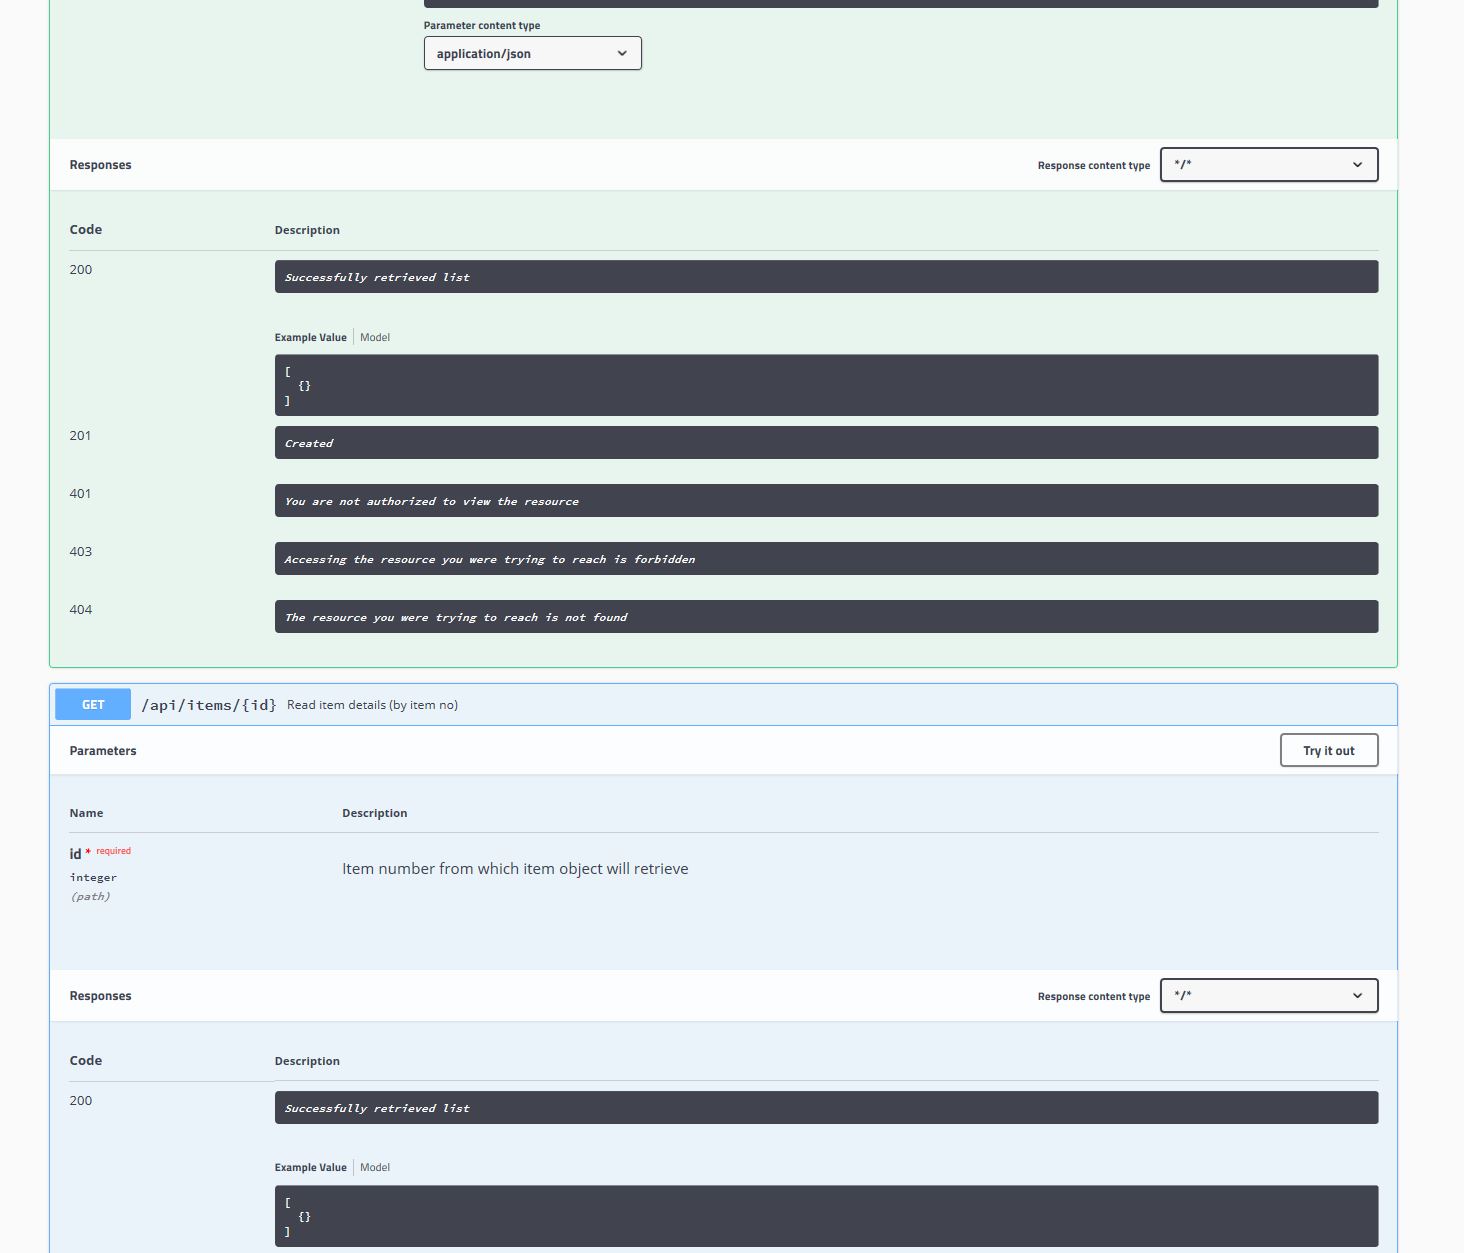 Parameter content type
application/json
Responses
Response content type */*
Code Description
200 Successfully retrieved list
Example Value Model
[
{}
]
201 Created
401 You are not authorized to view the resource
403 Accessing the resource you were trying to reach is forbidden
404 The resource you were trying to reach is not found
GET /api/items/{id} Read item details (by item no)
Parameters Try it out
Name Description
id * required
integer
(path)
Item number from which item object will retrieve
Responses
Response content type */*
Code Description
200 Successfully retrieved list
Example Value Model
[
{}
]